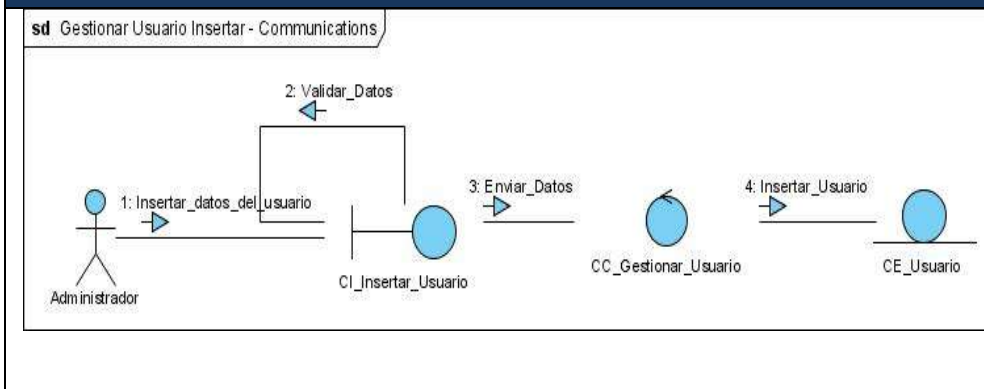 sd Gestionar Usuario Insertar - Communications
2: Validar_Datos
1: Insertar_datos_del_usuario
3: Enviar_Datos
4: Insertar_Usuario
Administrador
CI_Insertar_Usuario
CC_Gestionar_Usuario
CE_Usuario